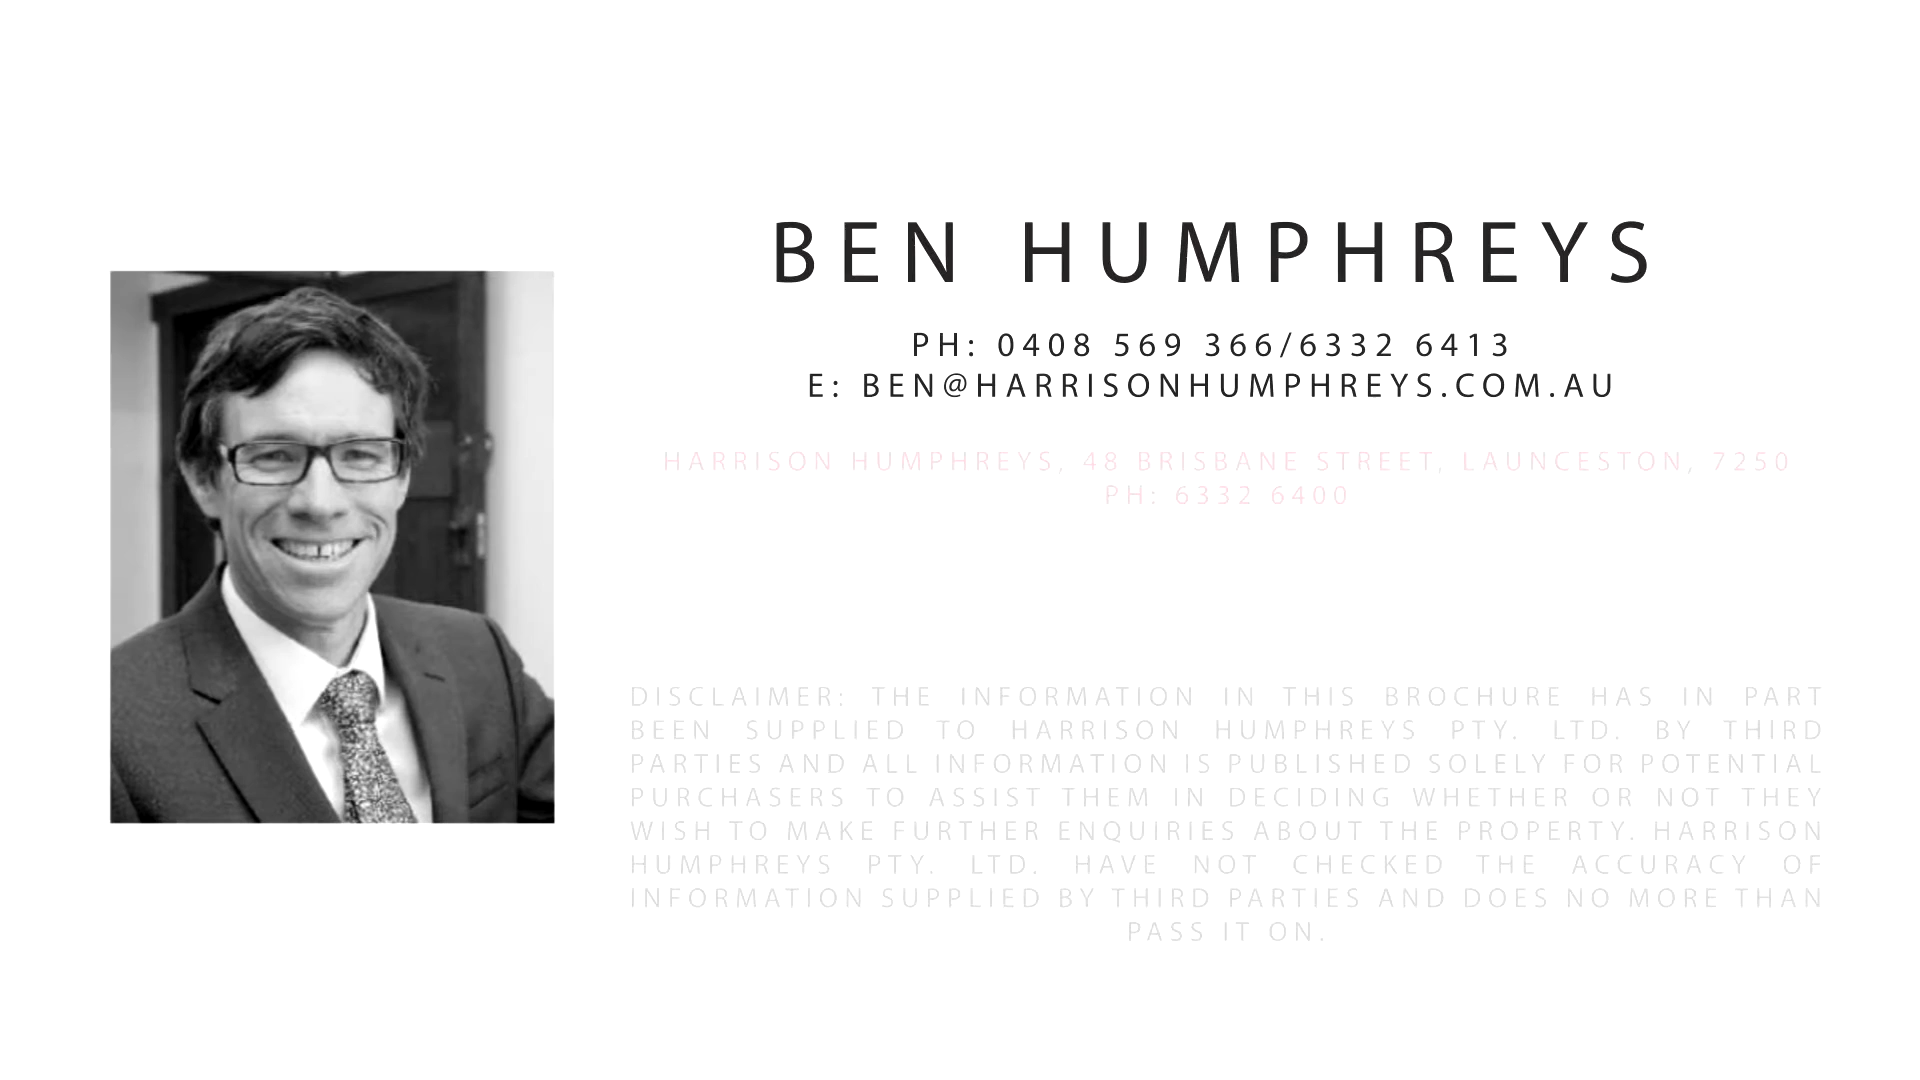 BEN HUMPHREYS
PH: 0408 569 366/6332 6413
E: BEN@HARRISONHUMPHREYS.COM.AU
HARRISON HUMPHREYS, 48 BRISBANE STREET, LAUNCESTON, 7250
PH: 6332 6400
DISCLAIMER: THE INFORMATION IN THIS BROCHURE HAS IN PART
BEEN SUPPLIED TO HARRISON HUMPHREYS PTY. LTD. BY THIRD
PARTIES AND ALL INFORMATION IS PUBLISHED SOLELY FOR POTENTIAL
PURCHASERS TO ASSIST THEM IN DECIDING WHETHER OR NOT THEY
WISH TO MAKE FURTHER ENQUIRIES ABOUT THE PROPERTY. HARRISON
HUMPHREYS PTY. LTD. HAVE NOT CHECKED THE ACCURACY OF
INFORMATION SUPPLIED BY THIRD PARTIES AND DOES NO MORE THAN
PASS IT ON.